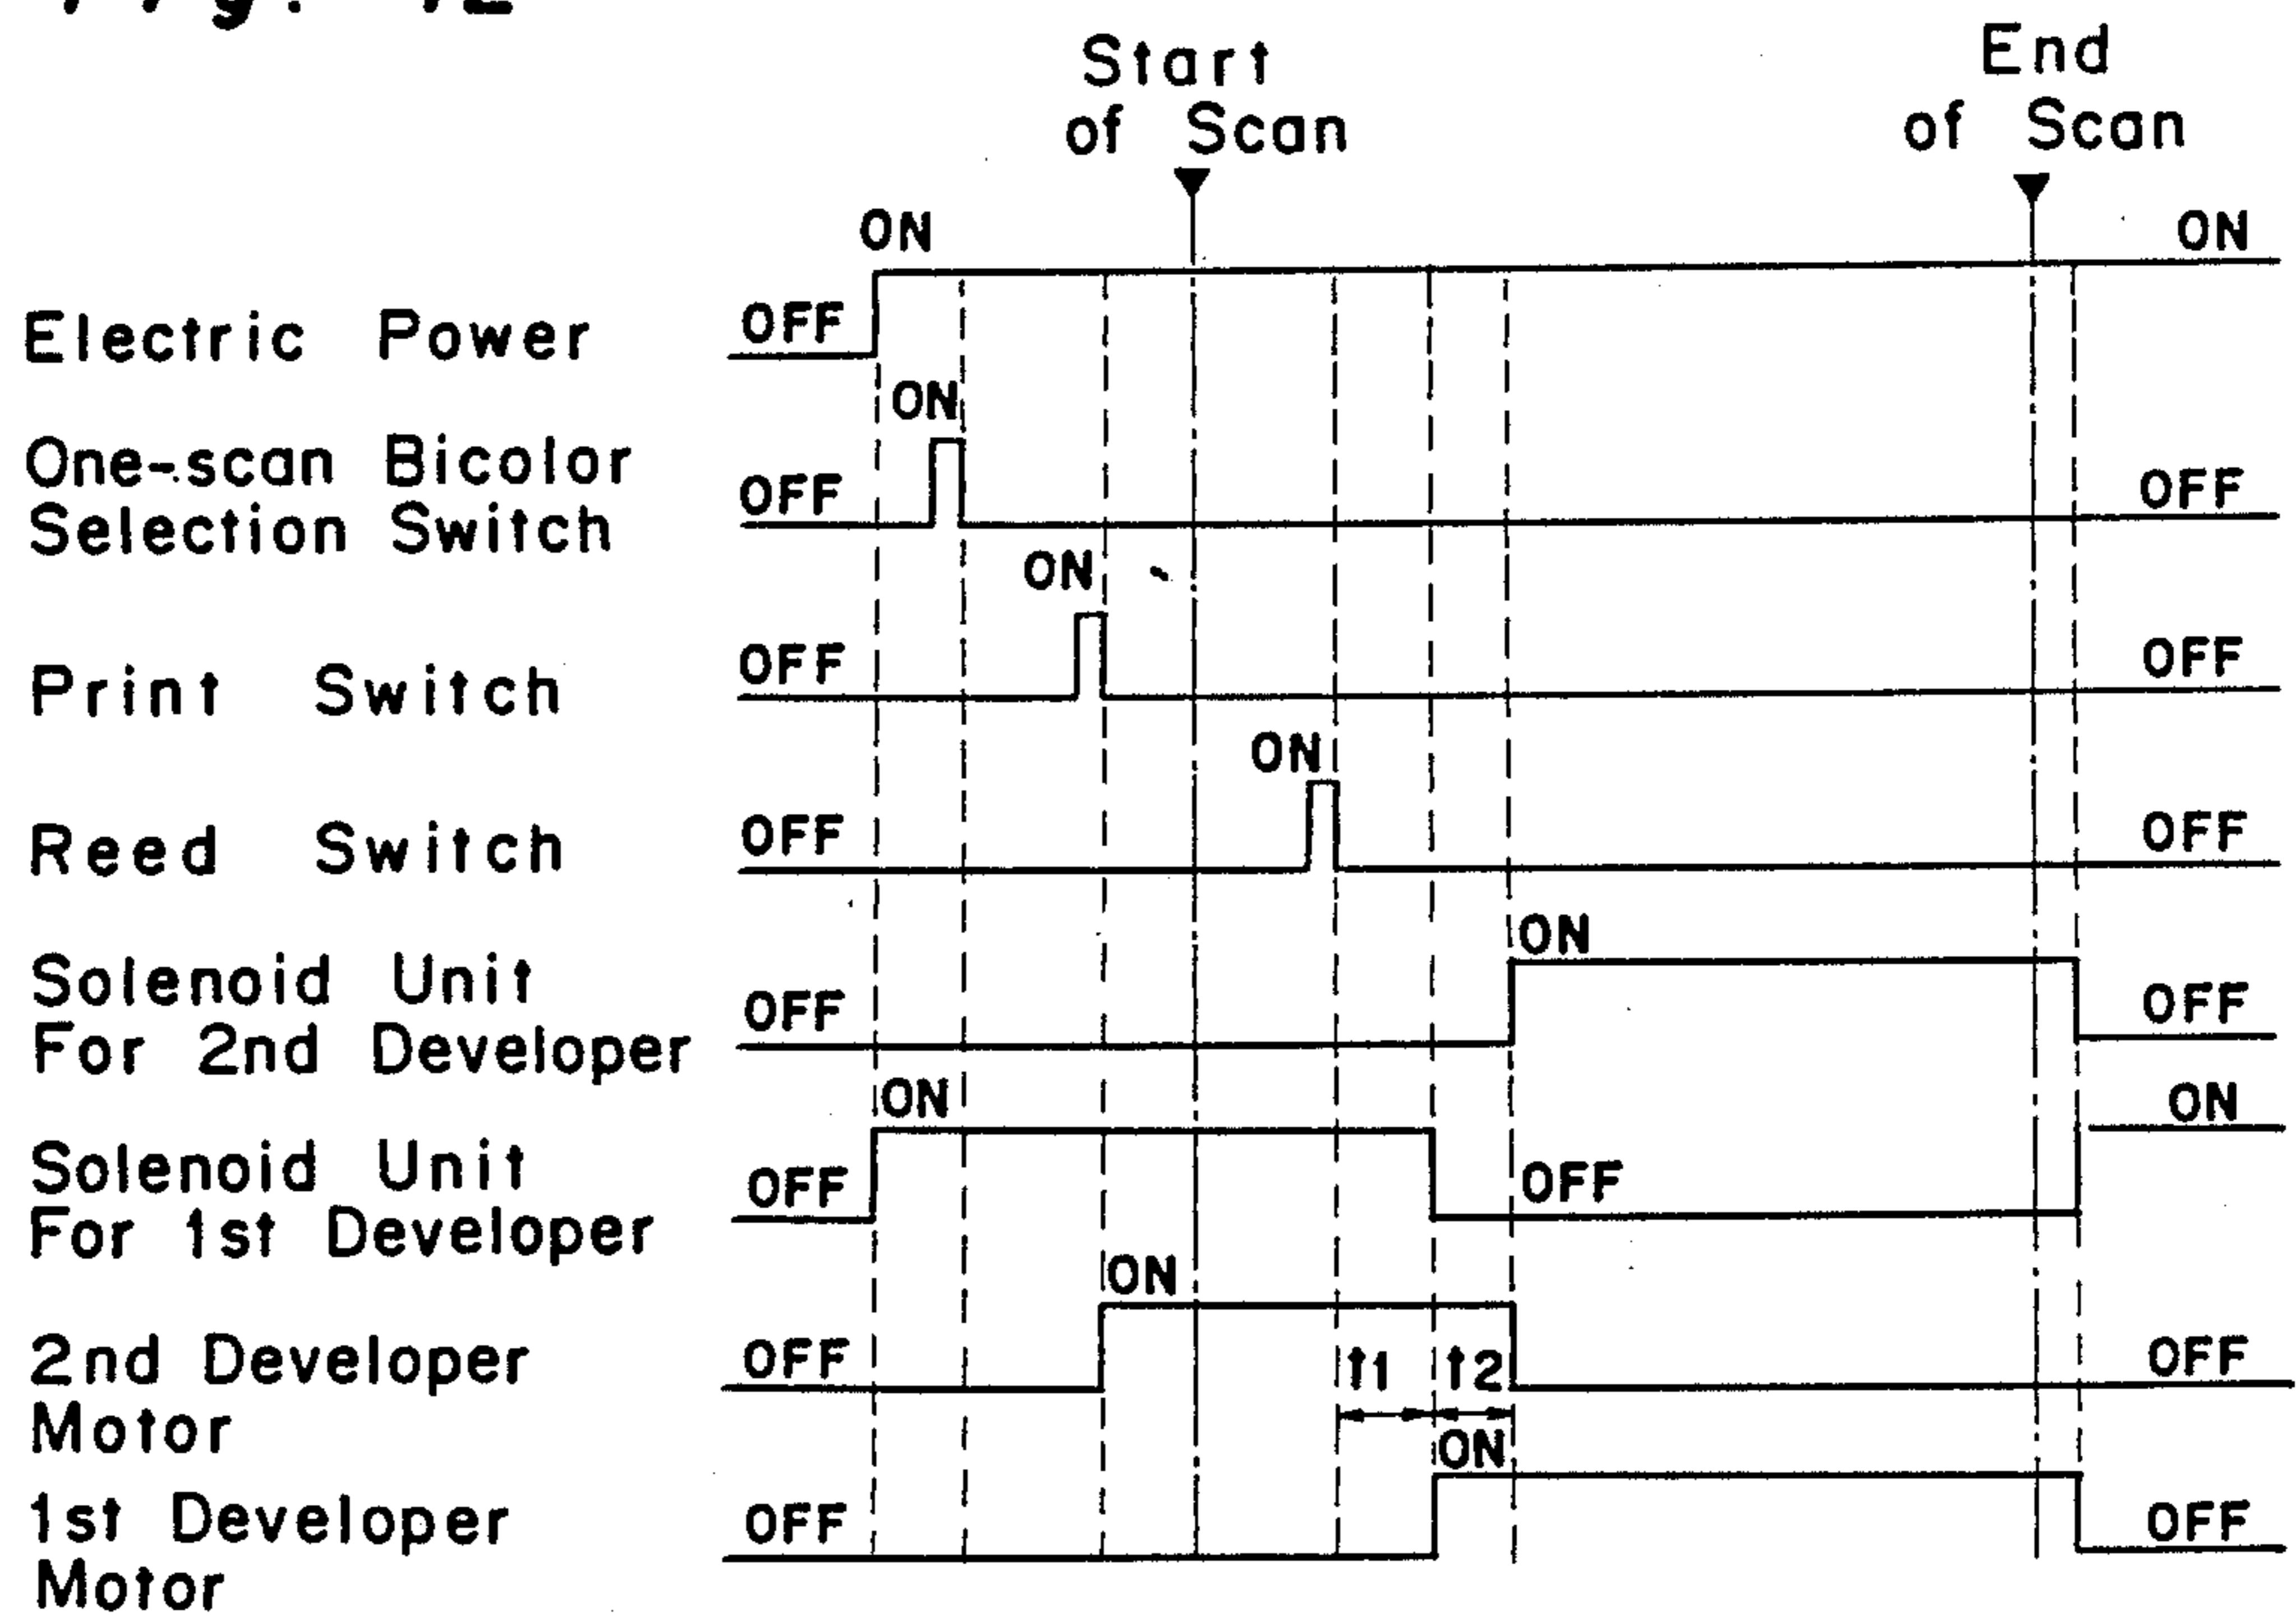 Start
of Scan
End
of Scan
ON
ON
Electric Power
OFF
ON
One-scan Bicolor
Selection Switch
OFF
OFF
ON
Print Switch
OFF
OFF
ON
Reed Switch
OFF
OFF
ON
Solenoid Unit
For 2nd Developer
OFF
OFF
ON
ON
Solenoid Unit
For 1st Developer
OFF
OFF
ON
2nd Developer
Motor
OFF
t1
t2
OFF
ON
1st Developer
Motor
OFF
OFF